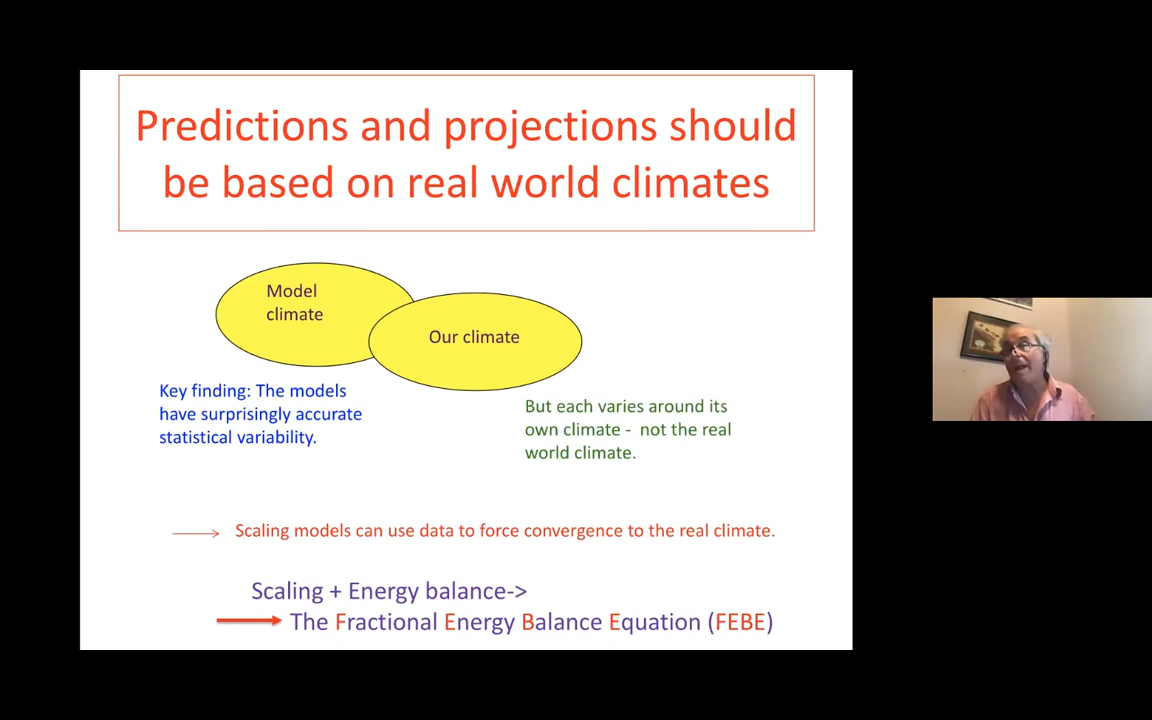 Predictions and projections should
be based on real world climates
Model
climate
Our climate
Key finding: The models
have surprisingly accurate
statistical variability.
But each varies around its
own climate - not the real
world climate.
Scaling models can use data to force convergence to the real climate.
Scaling + Energy balance->
The Fractional Energy Balance Equation (FEBE)